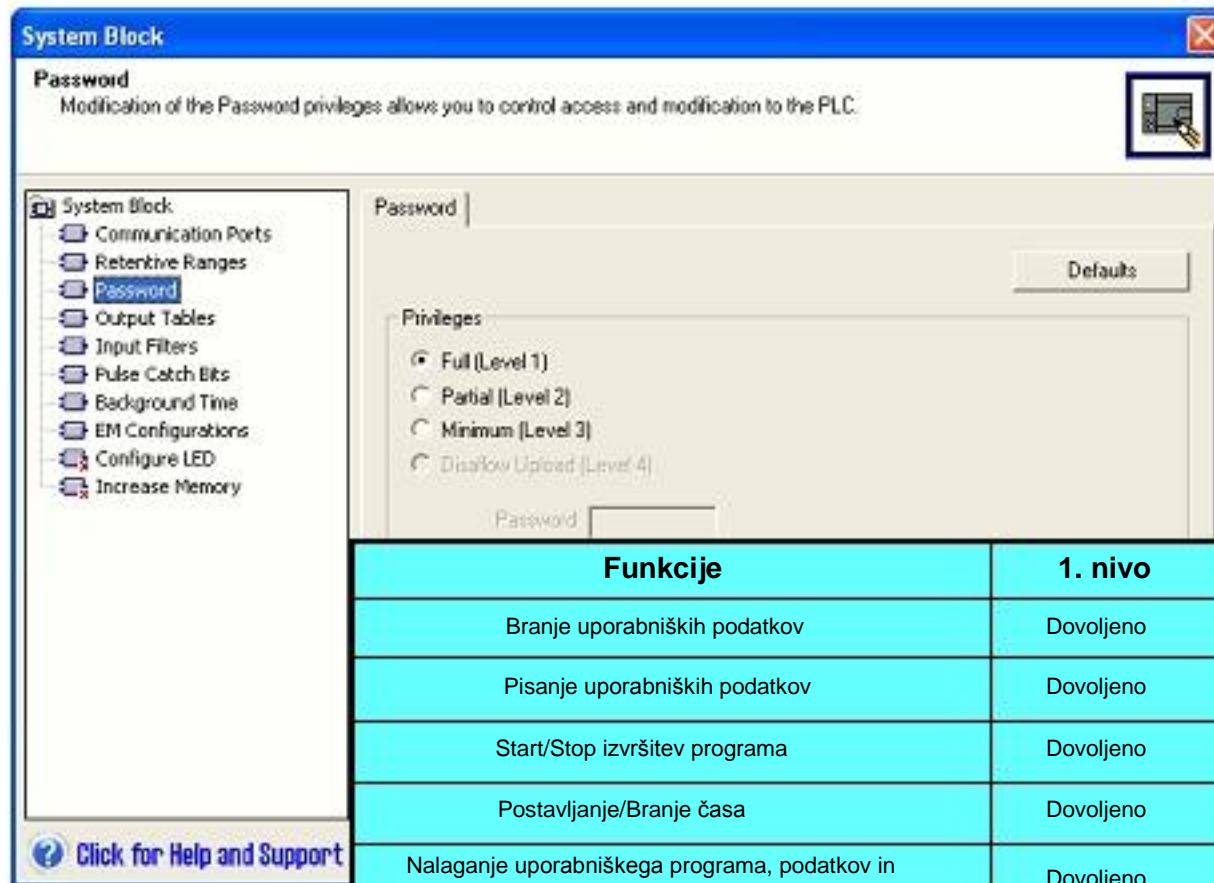 System Block
Password
Modification of the Password privileges allows you to control access and modification to the PLC.
System Block
Communication Ports
Retentive Ranges
Password
Output Tables
Input Filters
Pulse Catch Bits
Background Time
EM Configurations
Configure LED
Increase Memory
Click for Help and Support
Password
Defaults
Privileges
Full (Level 1)
Partial (Level 2)
Minimum (Level 3)
Disallow Upload (Level 4)
Password
Funkcije 1. nivo
Branje uporabniških podatkov Dovoljeno
Pisanje uporabniških podatkov Dovoljeno
Start/Stop izvršitev programa Dovoljeno
Postavljanje/Branje časa Dovoljeno
Nalaganje uporabniškega programa, podatkov in Dovoljeno